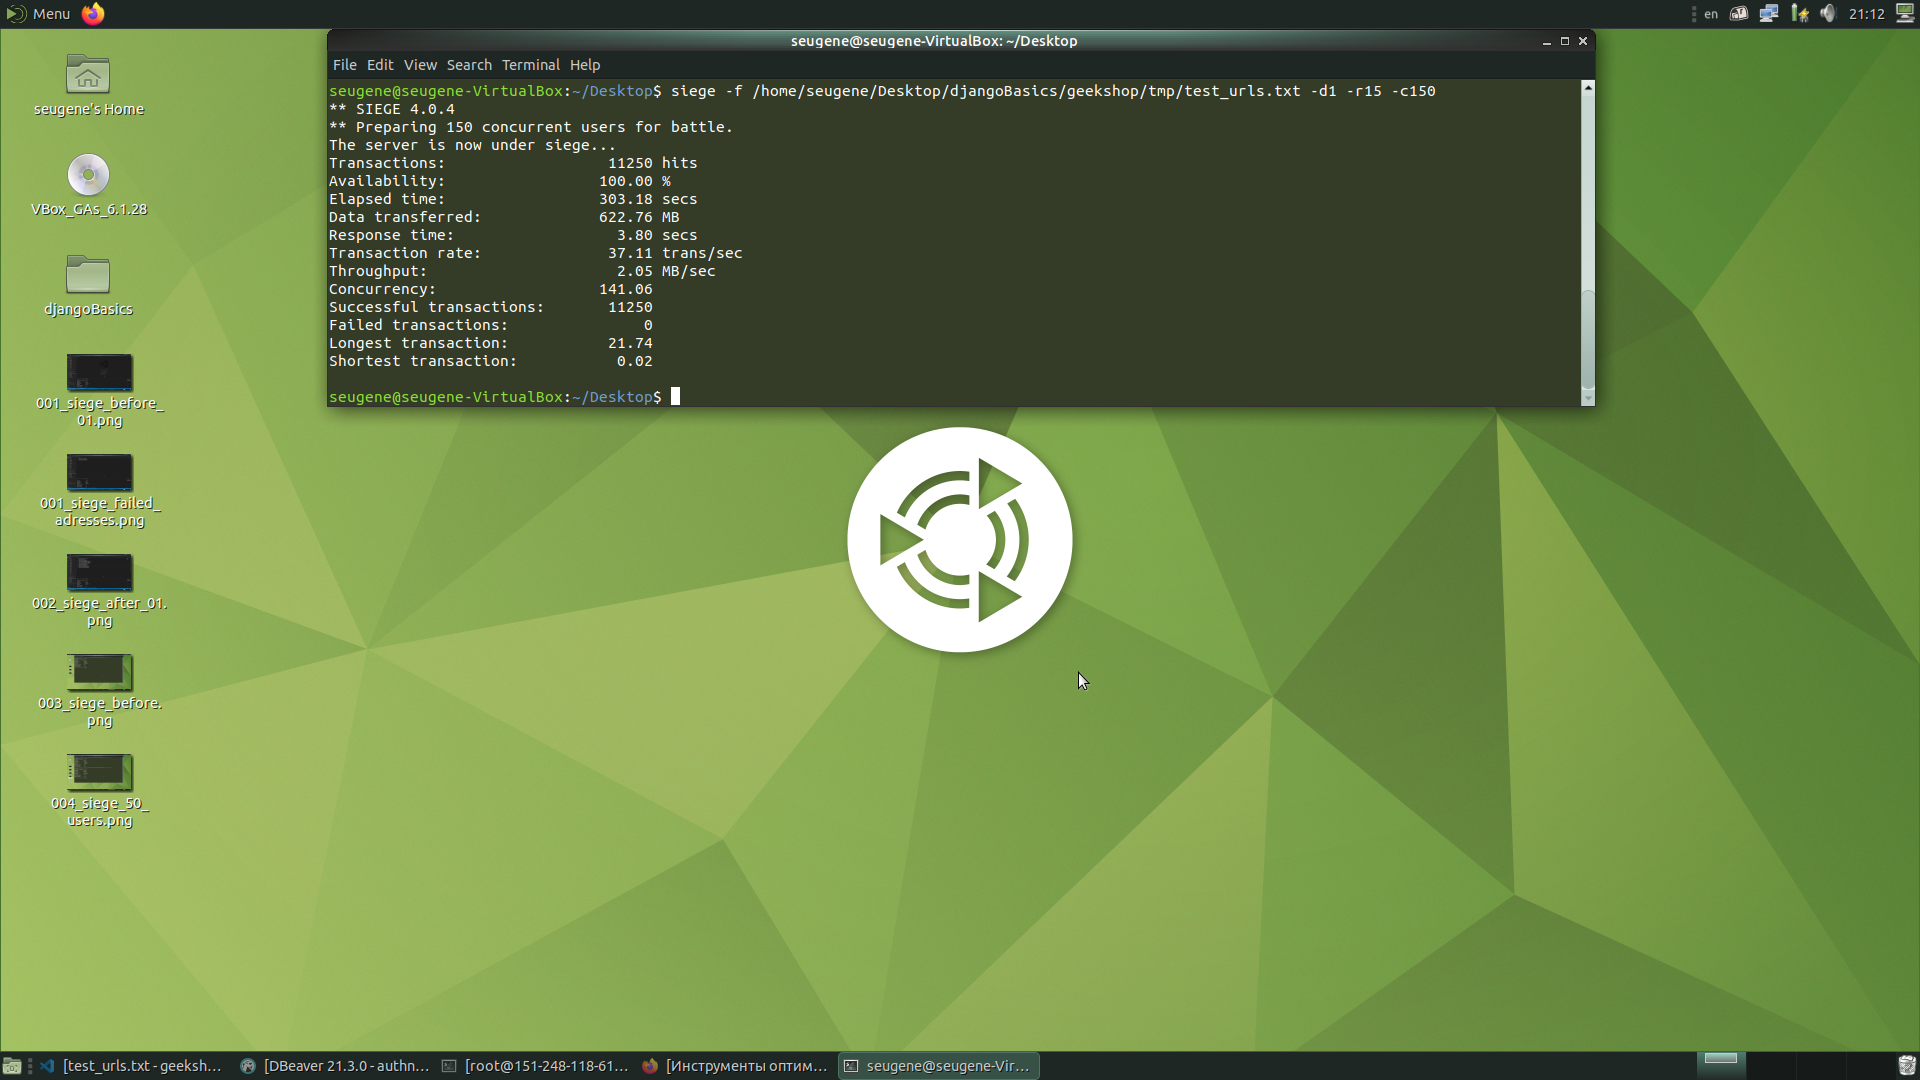 Menu
en
21:12
seugene's Home
VBox_GAs_6.1.28
djangoBasics
001_siege_before_
01.png
001_siege_failed_
adresses.png
002_siege_after_01.
png
003_siege_before.
png
004_siege_50_
users.png
seugene@seugene-VirtualBox: ~/Desktop
File Edit View Search Terminal Help
seugene@seugene-VirtualBox:~/Desktop$ siege -f /home/seugene/Desktop/djangoBasics/geekshop/tmp/test_urls.txt -d1 -r15 -c150
** SIEGE 4.0.4
** Preparing 150 concurrent users for battle.
The server is now under siege...
Transactions: 11250 hits
Availability: 100.00 %
Elapsed time: 303.18 secs
Data transferred: 622.76 MB
Response time: 3.80 secs
Transaction rate: 37.11 trans/sec
Throughput: 2.05 MB/sec
Concurrency: 141.06
Successful transactions: 11250
Failed transactions: 0
Longest transaction: 21.74
Shortest transaction: 0.02
seugene@seugene-VirtualBox:~/Desktop$
[test_urls.txt - geeksh... [DBeaver 21.3.0 - authn... [root@151-248-118-61... [Инструменты оптим... seugene@seugene-Vir...